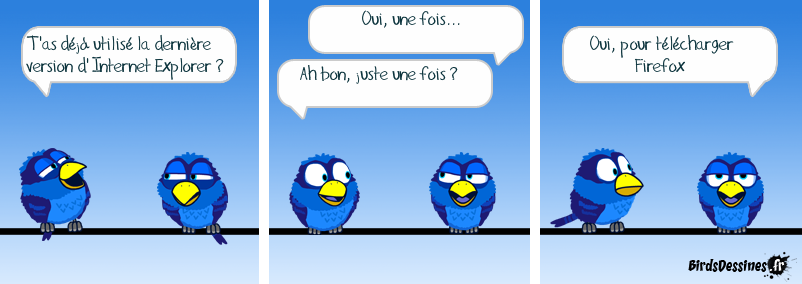 T'as déjà utilisé la dernière
version d'Internet Explorer ?
Oui, une fois...
Ah bon, juste une fois ?
Oui, pour télécharger
Firefox
BirdsDessines.fr